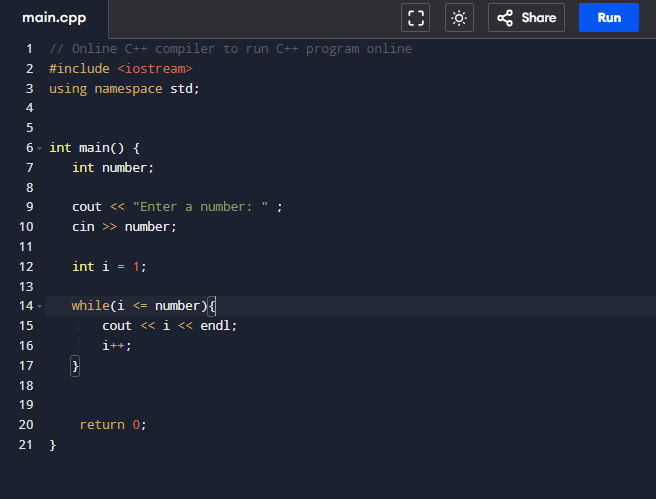 main.cpp
Share
Run
1 // Online C++ compiler to run C++ program online
2 #include <iostream>
3 using namespace std;
4
5
6 int main() {
7 int number;
8
9 cout << "Enter a number: " ;
10 cin >> number;
11
12 int i = 1;
13
14 while(i <= number){
15 cout << i << endl;
16 i++;
17 }
18
19
20 return 0;
21 }